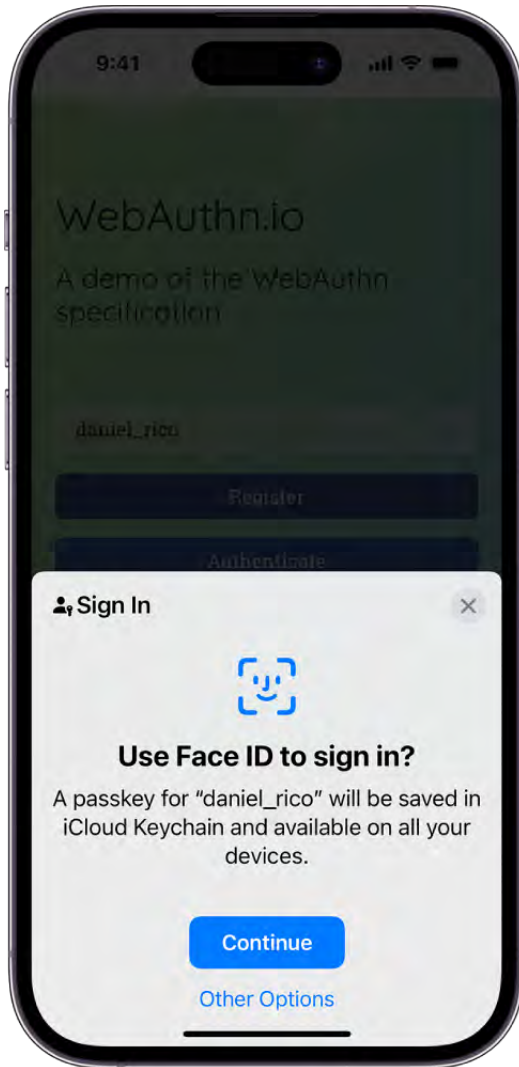 9:41
WebAuthn.io
A demo of the WebAuthn
specification
daniel_rico
Register
Authenticate
Sign In
Use Face ID to sign in?
A passkey for “daniel_rico” will be saved in
iCloud Keychain and available on all your
devices.
Continue
Other Options